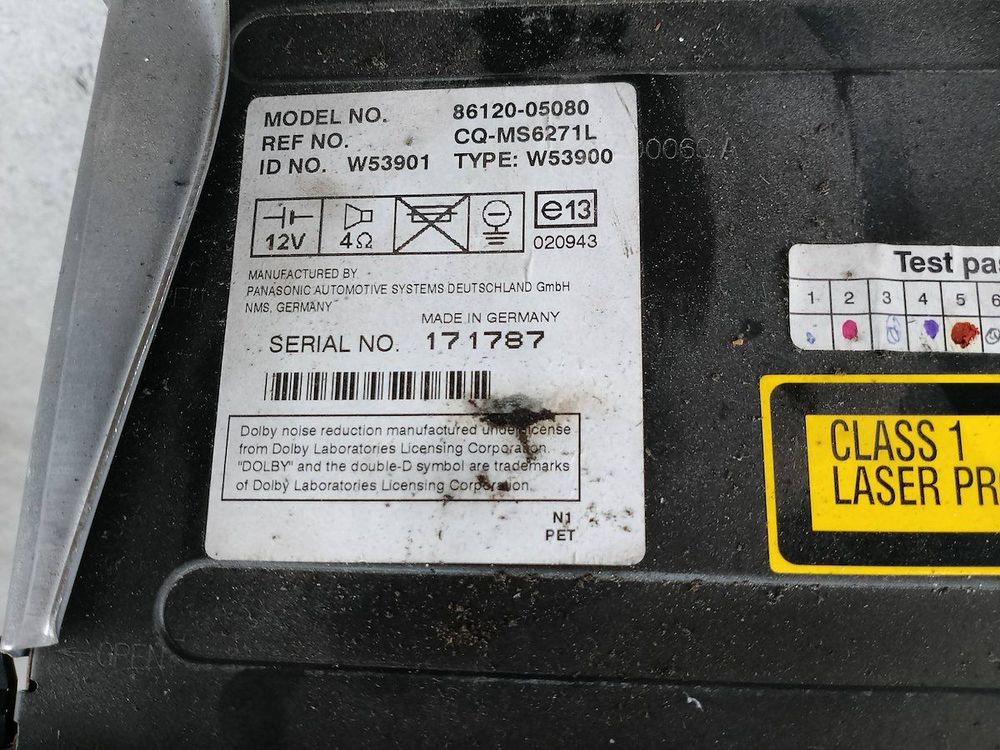 MODEL NO. 86120-05080
REF NO. CQ-MS6271L
ID NO. W53901 TYPE: W53900
12V 4Ω e13
020943
MANUFACTURED BY
PANASONIC AUTOMOTIVE SYSTEMS DEUTSCHLAND GmbH
NMS, GERMANY
MADE IN GERMANY
SERIAL NO. 171787
Dolby noise reduction manufactured under license
from Dolby Laboratories Licensing Corporation.
"DOLBY" and the double-D symbol are trademarks
of Dolby Laboratories Licensing Corporation.
N1
PET
Test pas
1 2 3 4 5 6
CLASS 1
LASER PR
OPEN